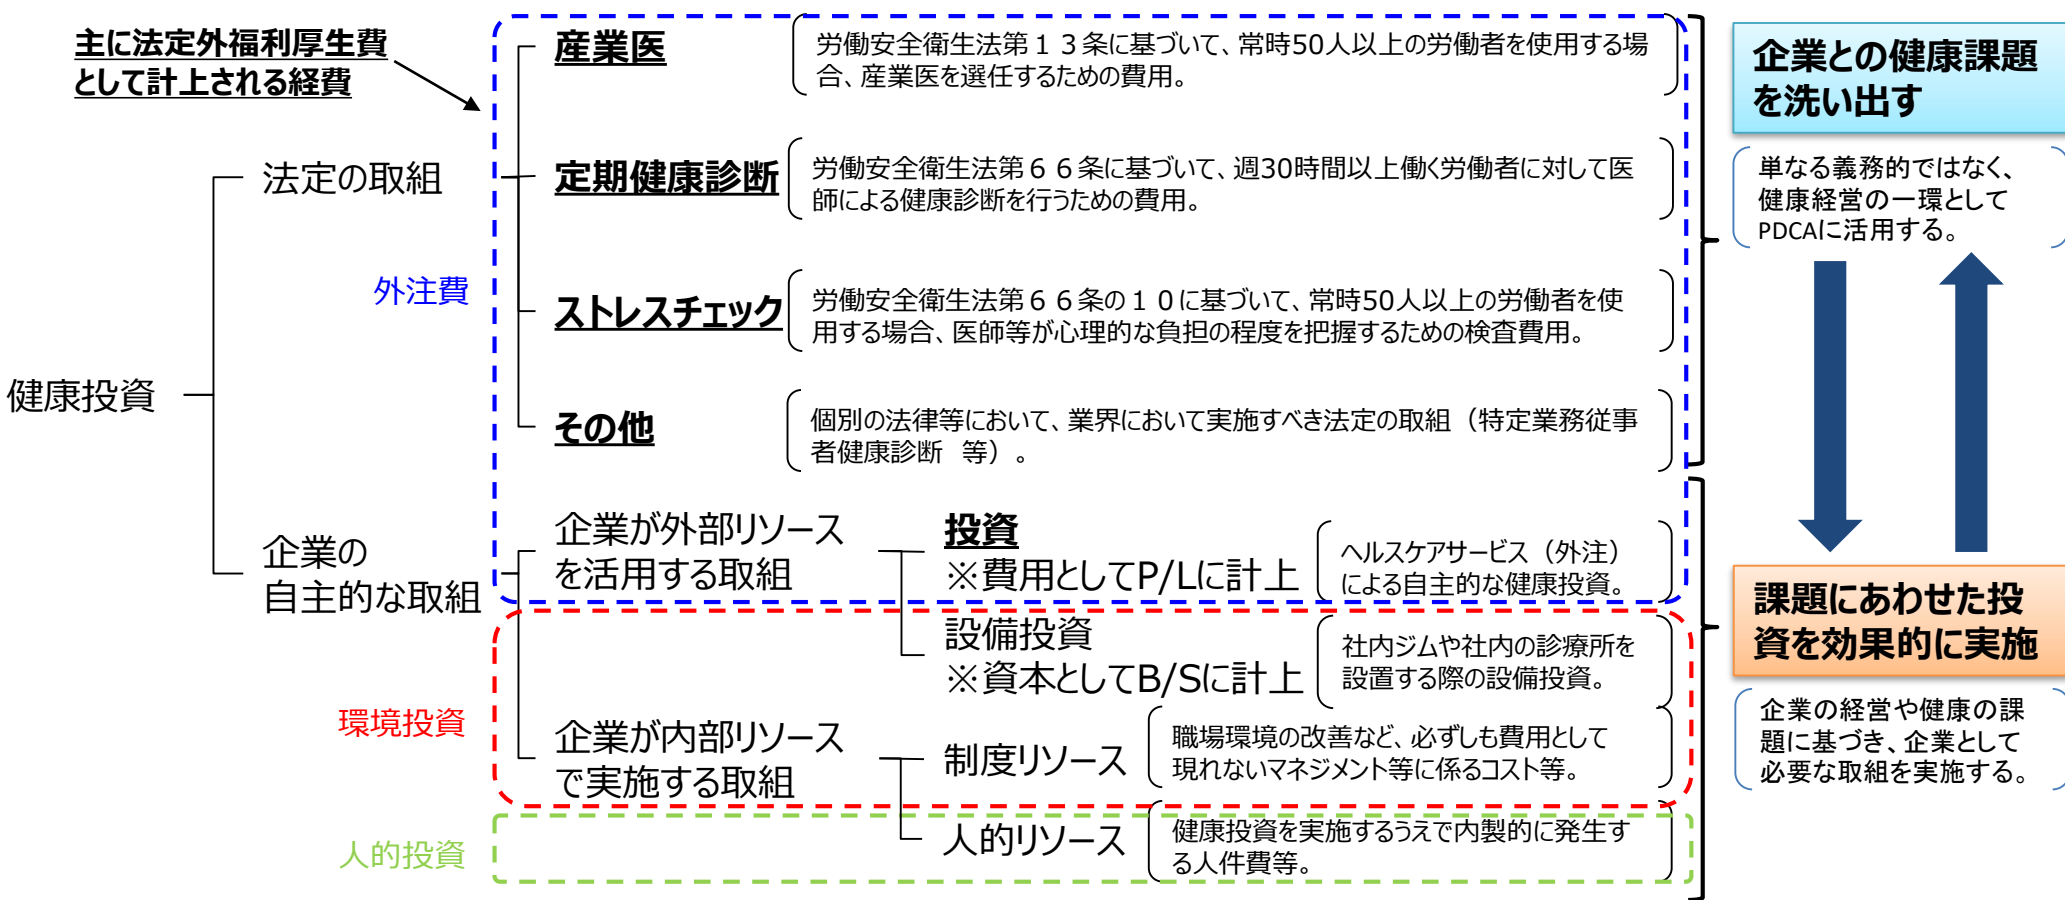 主に法定外福利厚生費
として計上される経費
健康投資
法定の取組
外注費
産業医
労働安全衛生法第１３条に基づいて、常時50人以上の労働者を使用する場
合、産業医を選任するための費用。
定期健康診断
労働安全衛生法第６６条に基づいて、週30時間以上働く労働者に対して医
師による健康診断を行うための費用。
ストレスチェック
労働安全衛生法第６６条の１０に基づいて、常時50人以上の労働者を使
用する場合、医師等が心理的な負担の程度を把握するための検査費用。
その他
個別の法律等において、業界において実施すべき法定の取組（特定業務従事
者健康診断　等）。
企業の
自主的な取組
企業が外部リソース
を活用する取組
投資
※費用としてP/Lに計上
ヘルスケアサービス（外注）
による自主的な健康投資。
設備投資
※資本としてB/Sに計上
社内ジムや社内の診療所を
設置する際の設備投資。
環境投資
企業が内部リソース
で実施する取組
制度リソース
職場環境の改善など、必ずしも費用として
現れないマネジメント等に係るコスト等。
人的投資
人的リソース
健康投資を実施するうえで内製的に発生す
る人件費等。
企業との健康課題
を洗い出す
単なる義務的ではなく、
健康経営の一環として
PDCAに活用する。
課題にあわせた投
資を効果的に実施
企業の経営や健康の課
題に基づき、企業として
必要な取組を実施する。